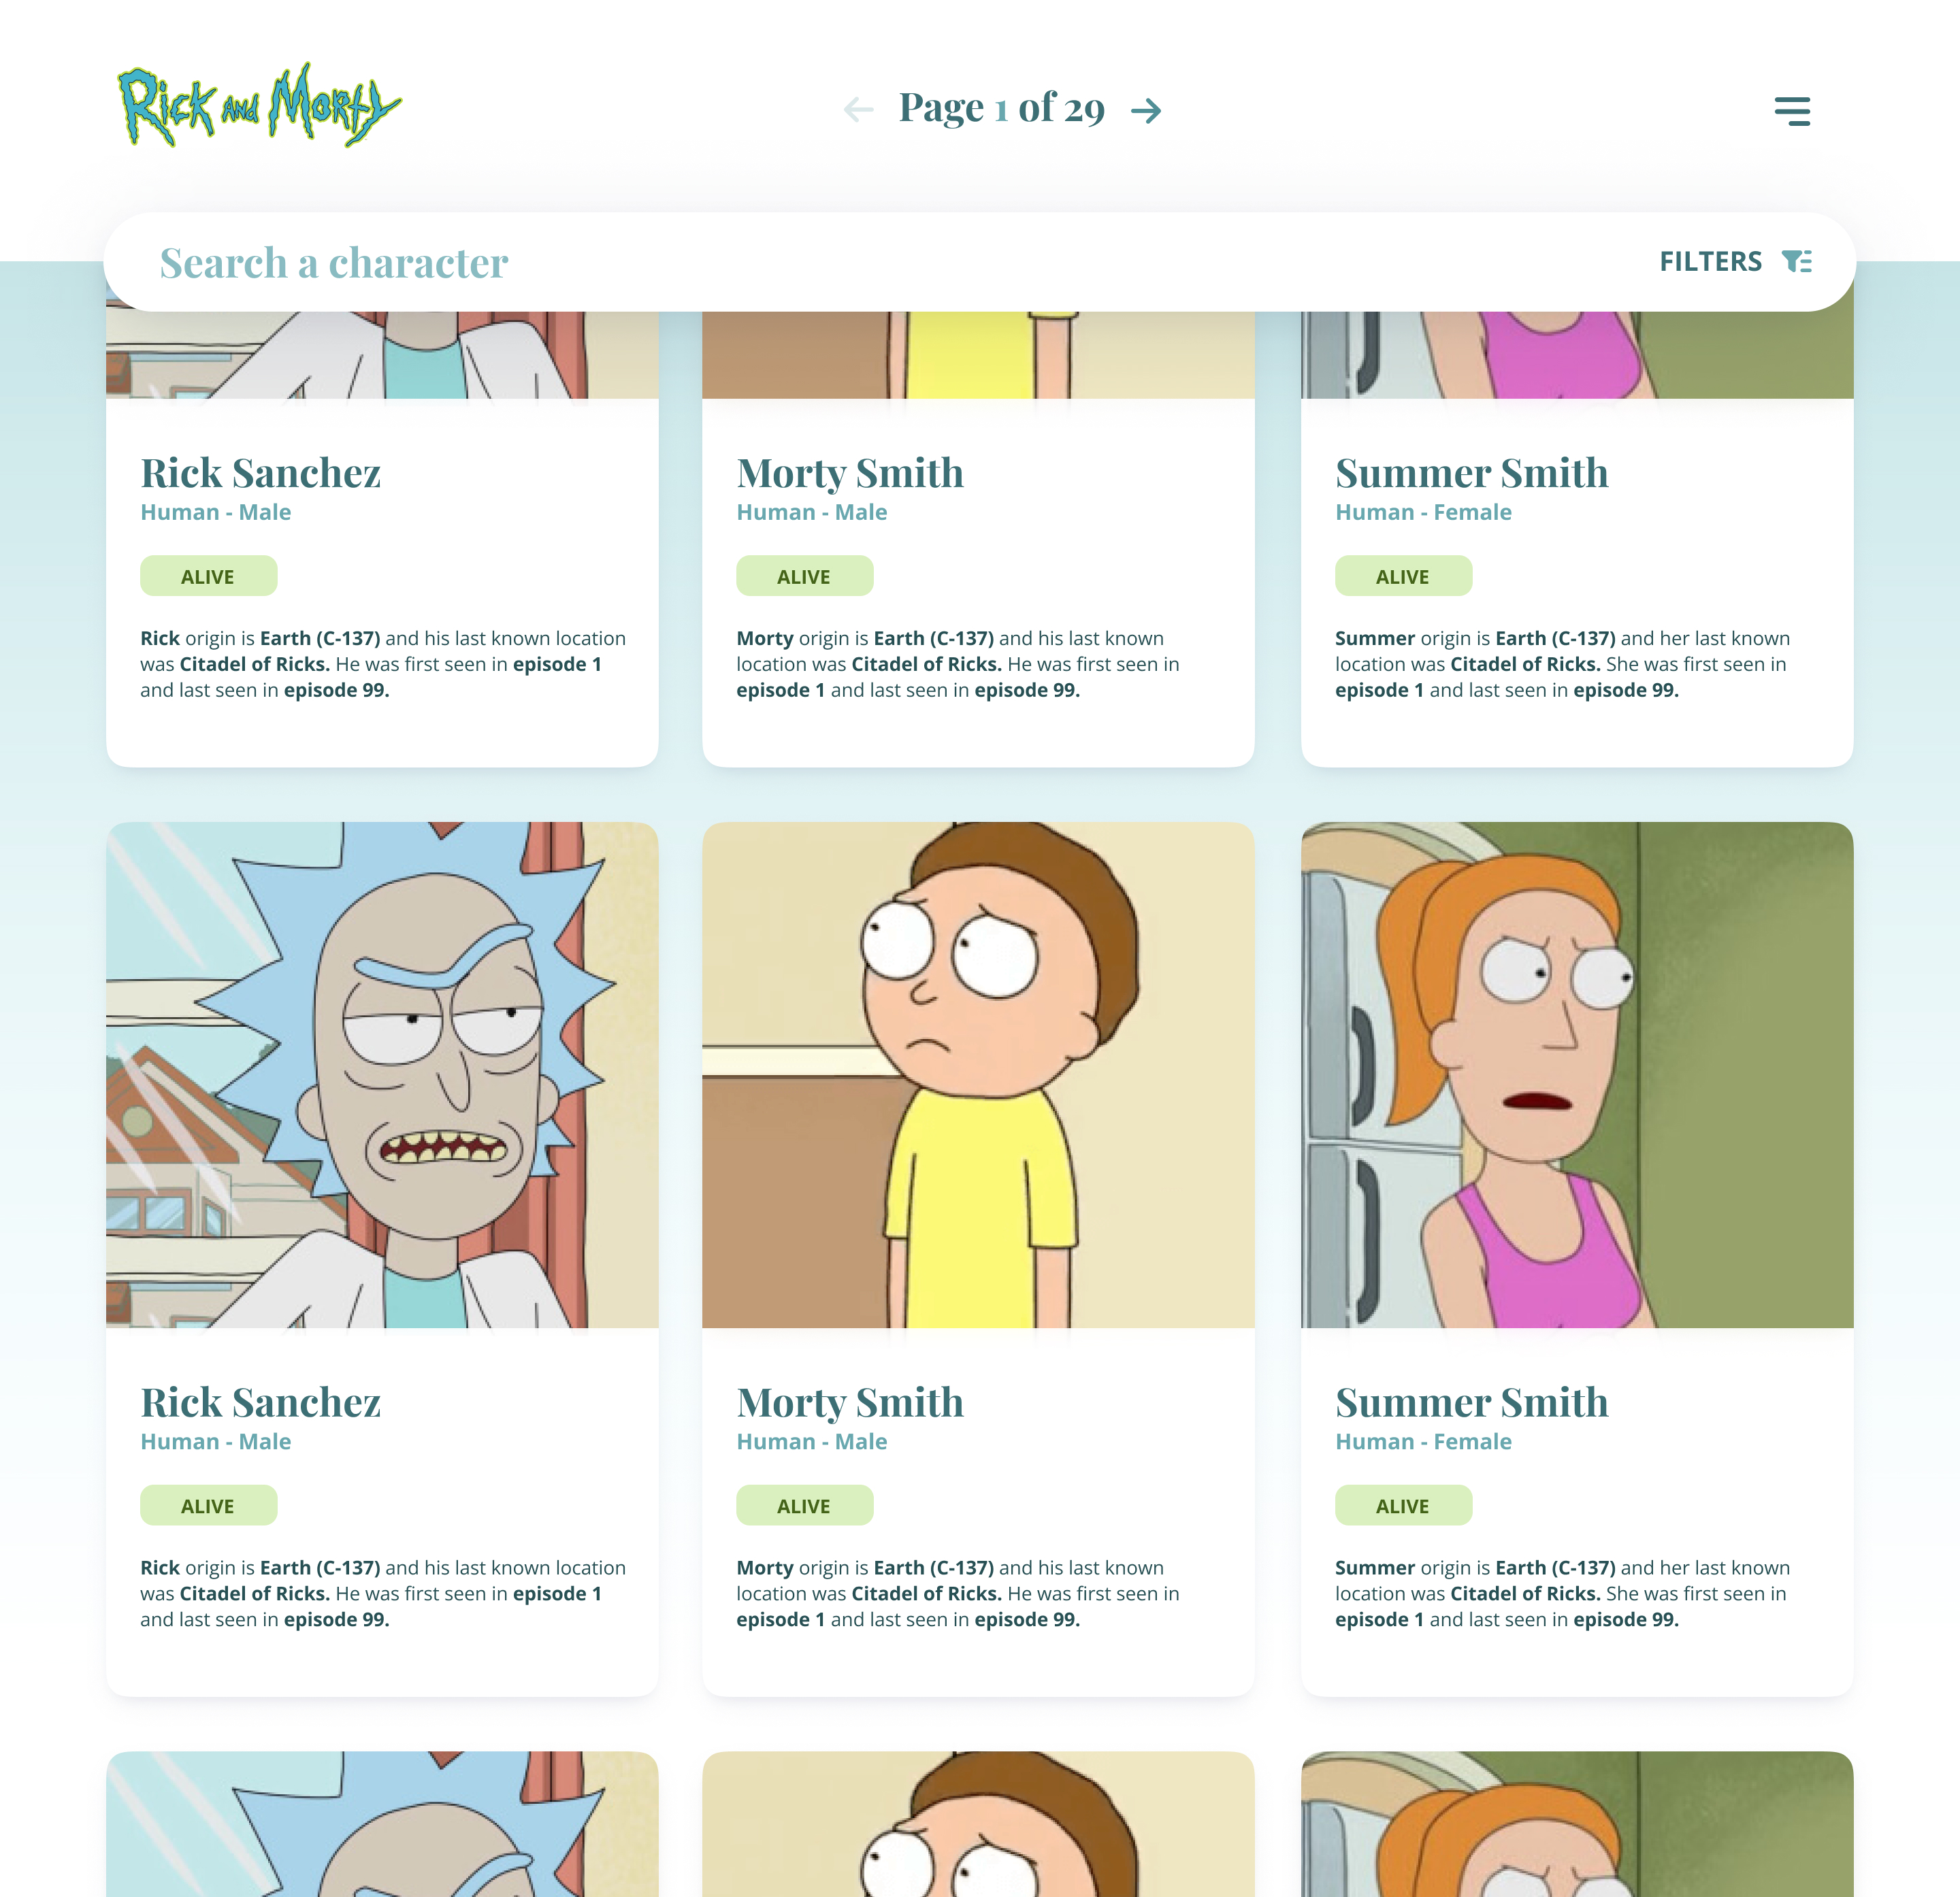 Rick and Morty
Page 1 of 29
Search a character
FILTERS
Rick Sanchez
Human - Male
ALIVE
Rick origin is Earth (C-137) and his last known location
was Citadel of Ricks. He was first seen in episode 1
and last seen in episode 99.
Morty Smith
Human - Male
ALIVE
Morty origin is Earth (C-137) and his last known
location was Citadel of Ricks. He was first seen in
episode 1 and last seen in episode 99.
Summer Smith
Human - Female
ALIVE
Summer origin is Earth (C-137) and her last known
location was Citadel of Ricks. She was first seen in
episode 1 and last seen in episode 99.
Rick Sanchez
Human - Male
ALIVE
Rick origin is Earth (C-137) and his last known location
was Citadel of Ricks. He was first seen in episode 1
and last seen in episode 99.
Morty Smith
Human - Male
ALIVE
Morty origin is Earth (C-137) and his last known
location was Citadel of Ricks. He was first seen in
episode 1 and last seen in episode 99.
Summer Smith
Human - Female
ALIVE
Summer origin is Earth (C-137) and her last known
location was Citadel of Ricks. She was first seen in
episode 1 and last seen in episode 99.